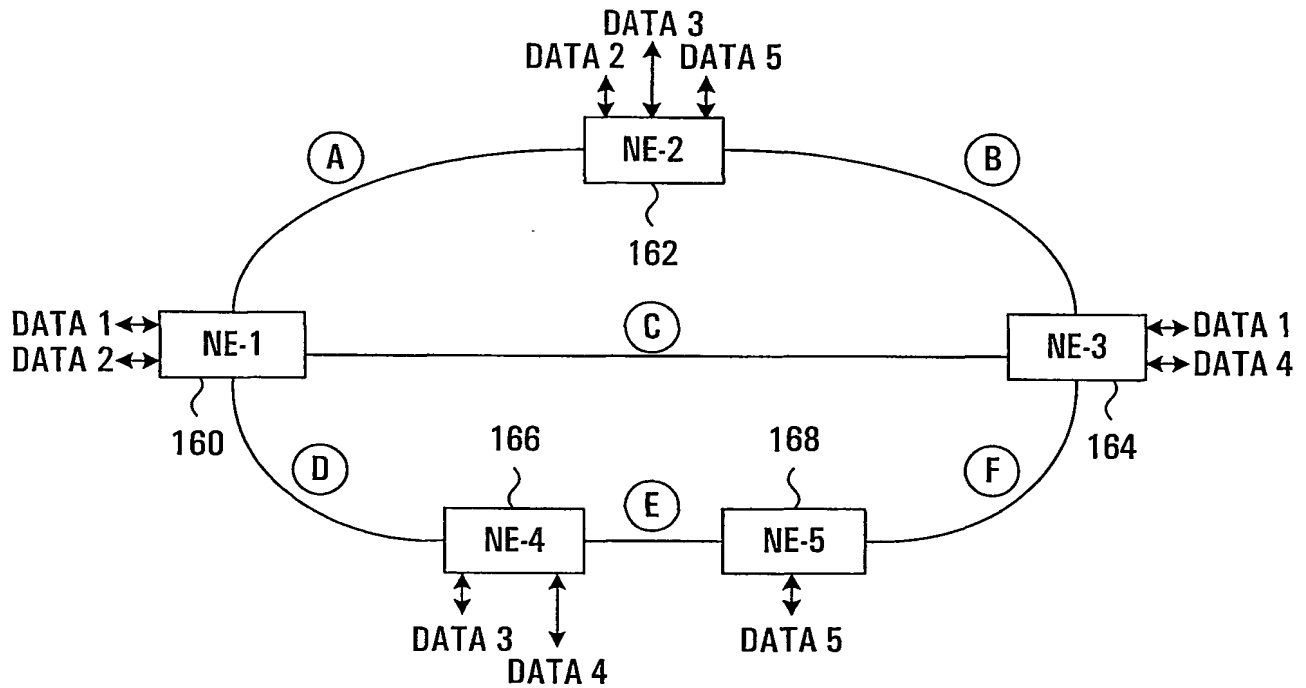 DATA 3
DATA 2
DATA 5
NE-2
A
B
162
DATA 1
DATA 2
NE-1
C
NE-3
DATA 1
DATA 4
160
164
166
168
D
E
F
NE-4
NE-5
DATA 3
DATA 4
DATA 5